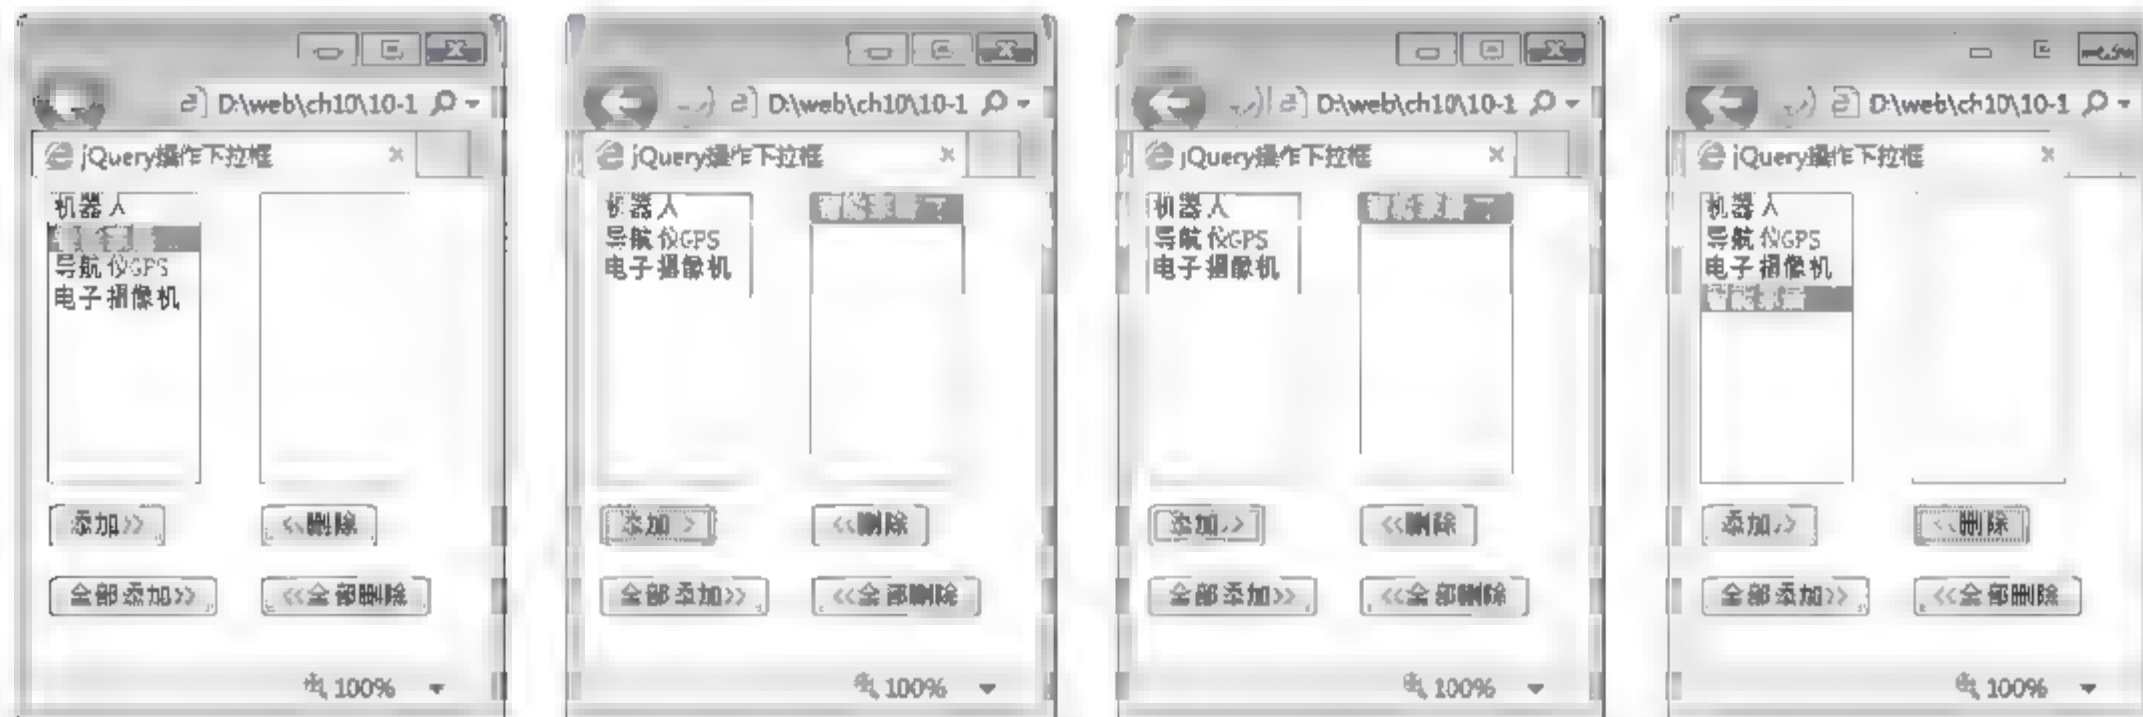 D:\web\ch10\10-1
jQuery操作下拉框
机器人
导航仪GPS
电子摄像机
添加>>
<<删除
全部添加>>
<<全部删除
100%
D:\web\ch10\10-1
jQuery操作下拉框
机器人
导航仪GPS
电子摄像机
添加 >
<<删除
全部添加>>
<<全部删除
100%
D:\web\ch10\10-1
jQuery操作下拉框
机器人
导航仪GPS
电子摄像机
添加>>
<<删除
全部添加>>
<<全部删除
100%
D:\web\ch10\10-1
jQuery操作下拉框
机器人
导航仪GPS
电子摄像机
添加>>
<<删除
全部添加>>
<<全部删除
100%